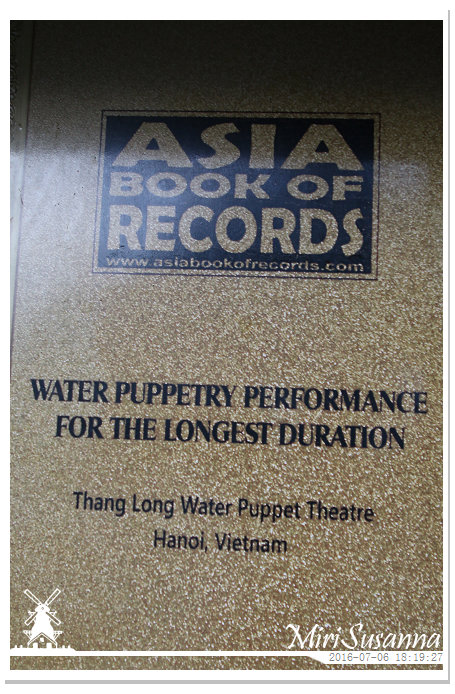 ASIA
BOOK OF
RECORDS
www.asiabookofrecords.com
WATER PUPPETRY PERFORMANCE
FOR THE LONGEST DURATION
Thang Long Water Puppet Theatre
Hanoi, Vietnam
MiriSusanna
2016-07-06 18:19:27